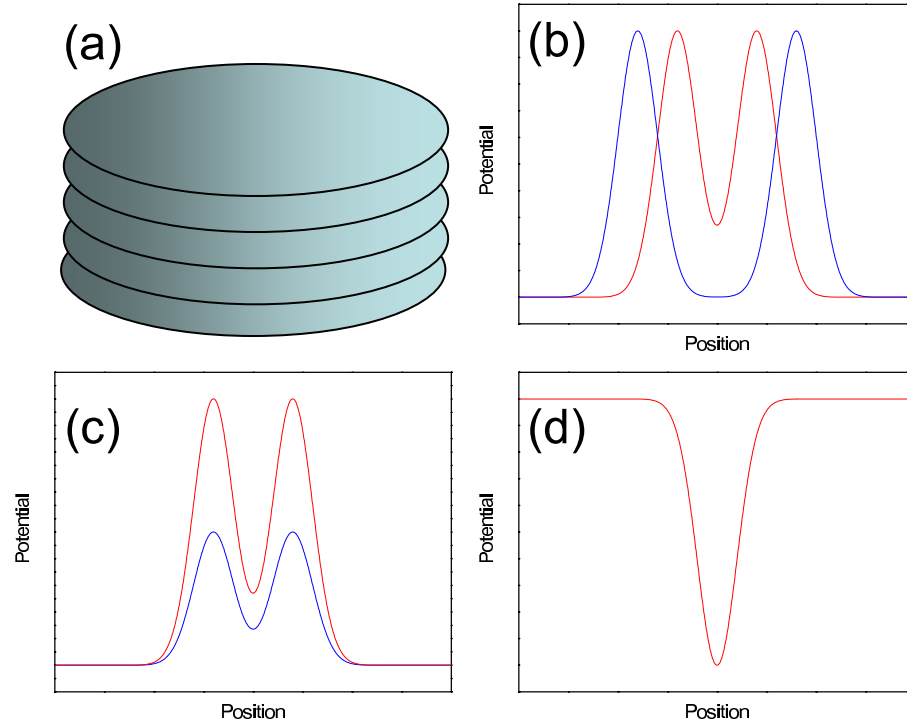 (a)
(b)
Potential
Position
(c)
Potential
Position
(d)
Potential
Position